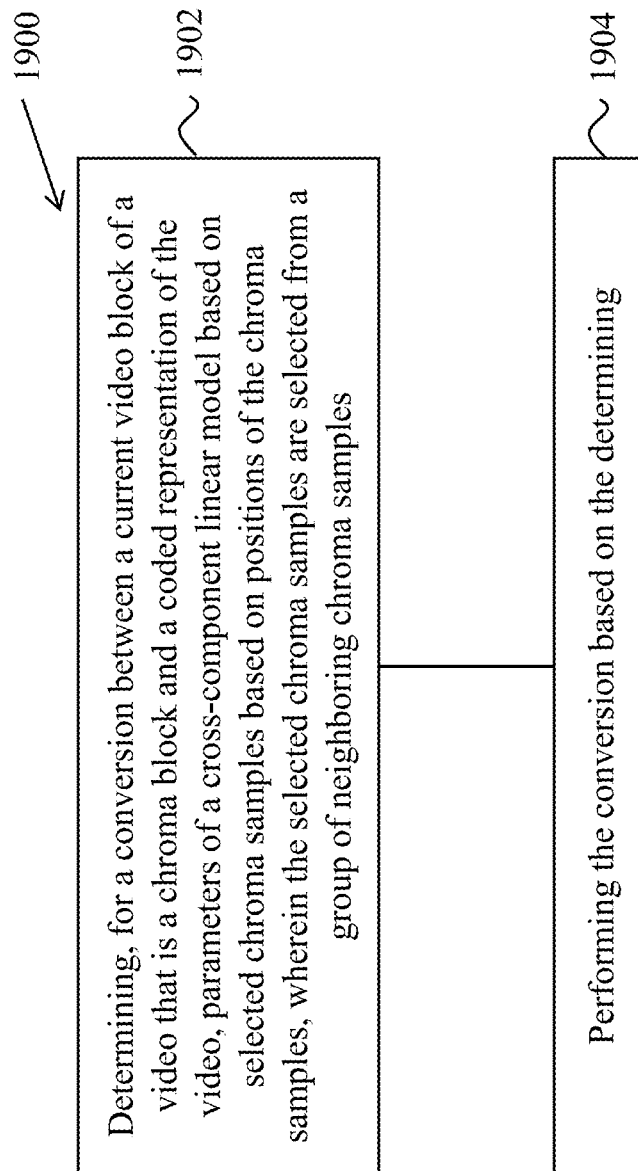 1900
Determining, for a conversion between a current video block of a
video that is a chroma block and a coded representation of the
video, parameters of a cross-component linear model based on
selected chroma samples based on positions of the chroma
samples, wherein the selected chroma samples are selected from a
group of neighboring chroma samples
1902
Performing the conversion based on the determining
1904